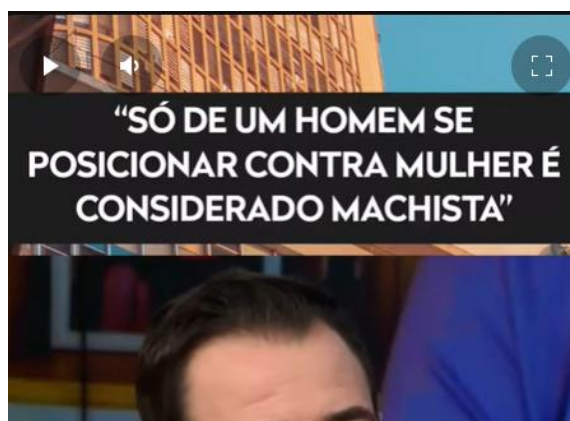 “SÓ DE UM HOMEM SE
POSICIONAR CONTRA MULHER É
CONSIDERADO MACHISTA”